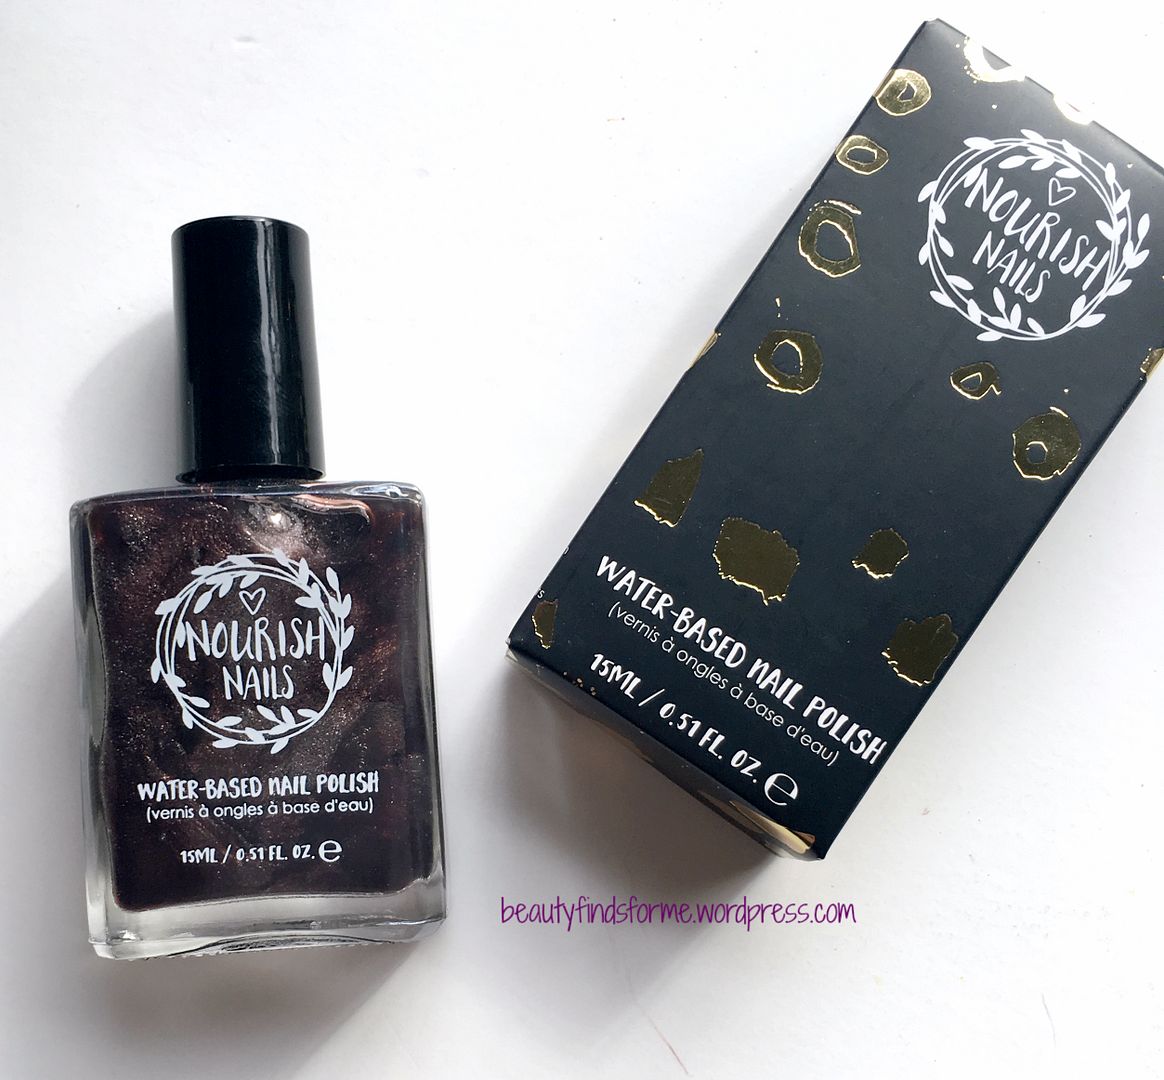 NOURISH
NAILS
WATER-BASED NAIL POLISH
(vernis à ongles à base d'eau)
15ML / 0.51 FL. OZ. e
NOURISH
NAILS
WATER-BASED NAIL POLISH
(vernis à ongles à base d'eau)
15ML / 0.51 FL. OZ. e
beautyfindsforme.wordpress.com